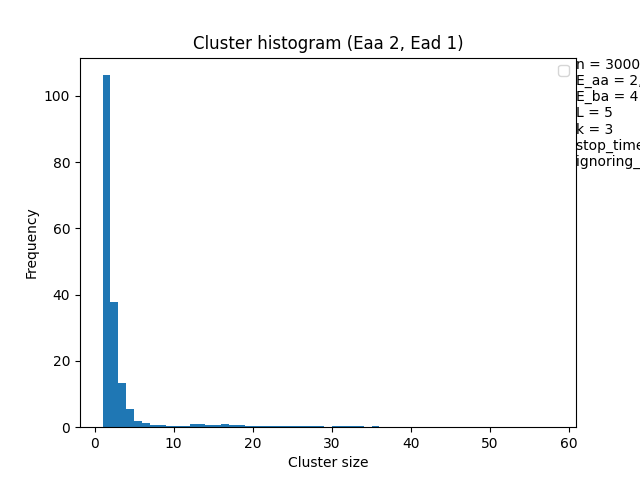 Cluster histogram (Eaa 2, Ead 1)
n = 3000
E_aa = 2,
E_ba = 4
L = 5
k = 3
stop_time
ignoring_
Frequency
100
80
60
40
20
0
0 10 20 30 40 50 60
Cluster size